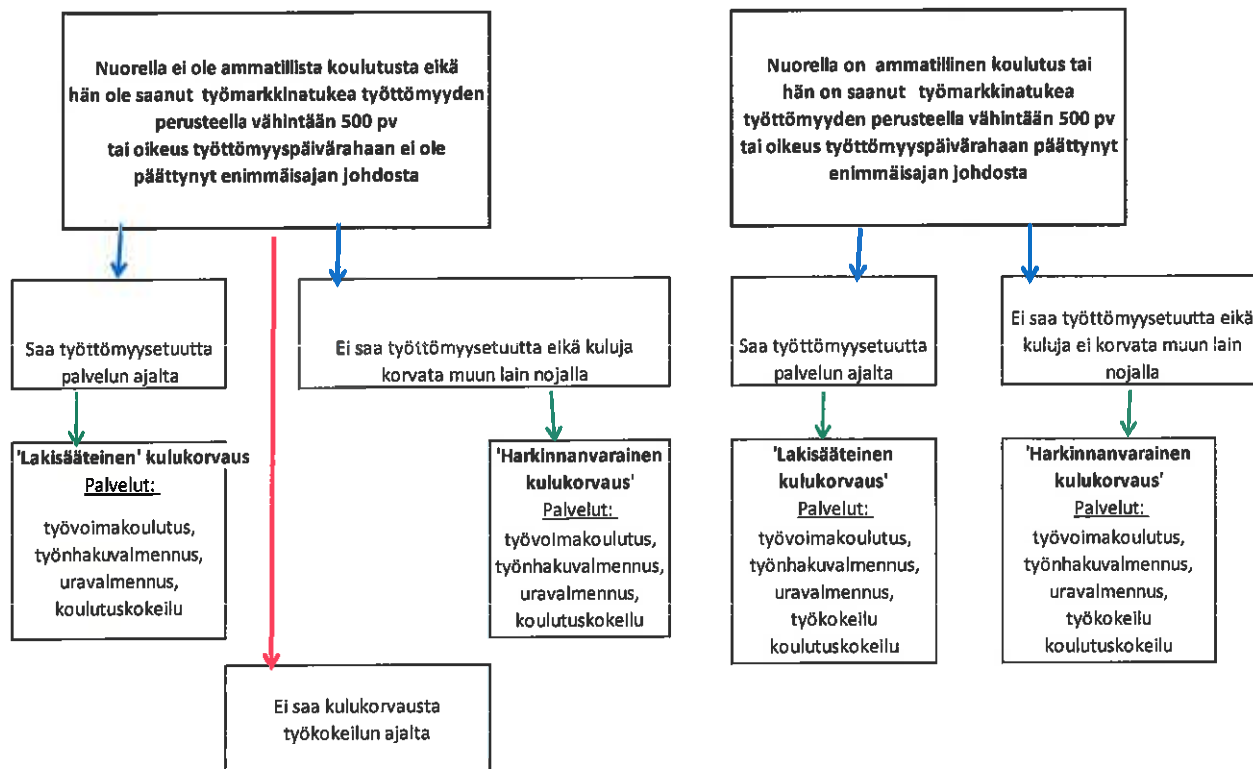 Nuorella ei ole ammatillista koulutusta eikä
hän ole saanut työmarkkinatukea työttömyyden
perusteella vähintään 500 pv
tai oikeus työttömyyspäivärahaan ei ole
päättynyt enimmäisajan johdosta
Nuorella on ammatillinen koulutus tai
hän on saanut työmarkkinatukea
työttömyyden perusteella vähintään 500 pv
tai oikeus työttömyyspäivärahaan päättynyt
enimmäisajan johdosta
Saa työttömyysetuutta
palvelun ajalta
Ei saa työttömyysetuutta eikä kuluja
korvata muun lain nojalla
Saa työttömyysetuutta
palvelun ajalta
Ei saa työttömyysetuutta eikä
kuluja ei korvata muun lain
nojalla
'Lakisääteinen' kulukorvaus
Palvelut:
työvoimakoulutus,
työnhakuvalmennus,
uravalmennus,
koulutuskokeilu
'Harkinnanvarainen
kulukorvaus'
Palvelut:
työvoimakoulutus,
työnhakuvalmennus,
uravalmennus,
koulutuskokeilu
'Lakisääteinen
kulukorvaus'
Palvelut:
työvoimakoulutus,
työnhakuvalmennus,
uravalmennus,
työkokeilu
koulutuskokeilu
'Harkinnanvarainen
kulukorvaus'
Palvelut:
työvoimakoulutus,
työnhakuvalmennus,
uravalmennus,
työkokeilu
koulutuskokeilu
Ei saa kulukorvausta
työkokeilun ajalta